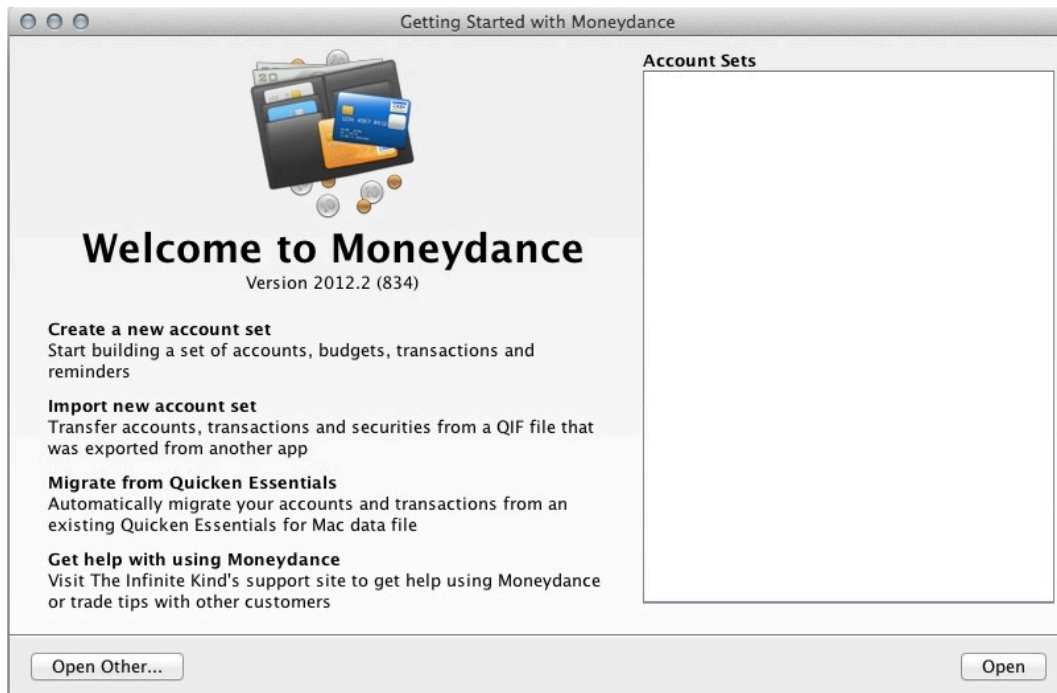 Getting Started with Moneydance
20
1234 4567 8912
Welcome to Moneydance
Version 2012.2 (834)
Create a new account set
Start building a set of accounts, budgets, transactions and
reminders
Import new account set
Transfer accounts, transactions and securities from a QIF file that
was exported from another app
Migrate from Quicken Essentials
Automatically migrate your accounts and transactions from an
existing Quicken Essentials for Mac data file
Get help with using Moneydance
Visit The Infinite Kind's support site to get help using Moneydance
or trade tips with other customers
Account Sets
Open Other...
Open